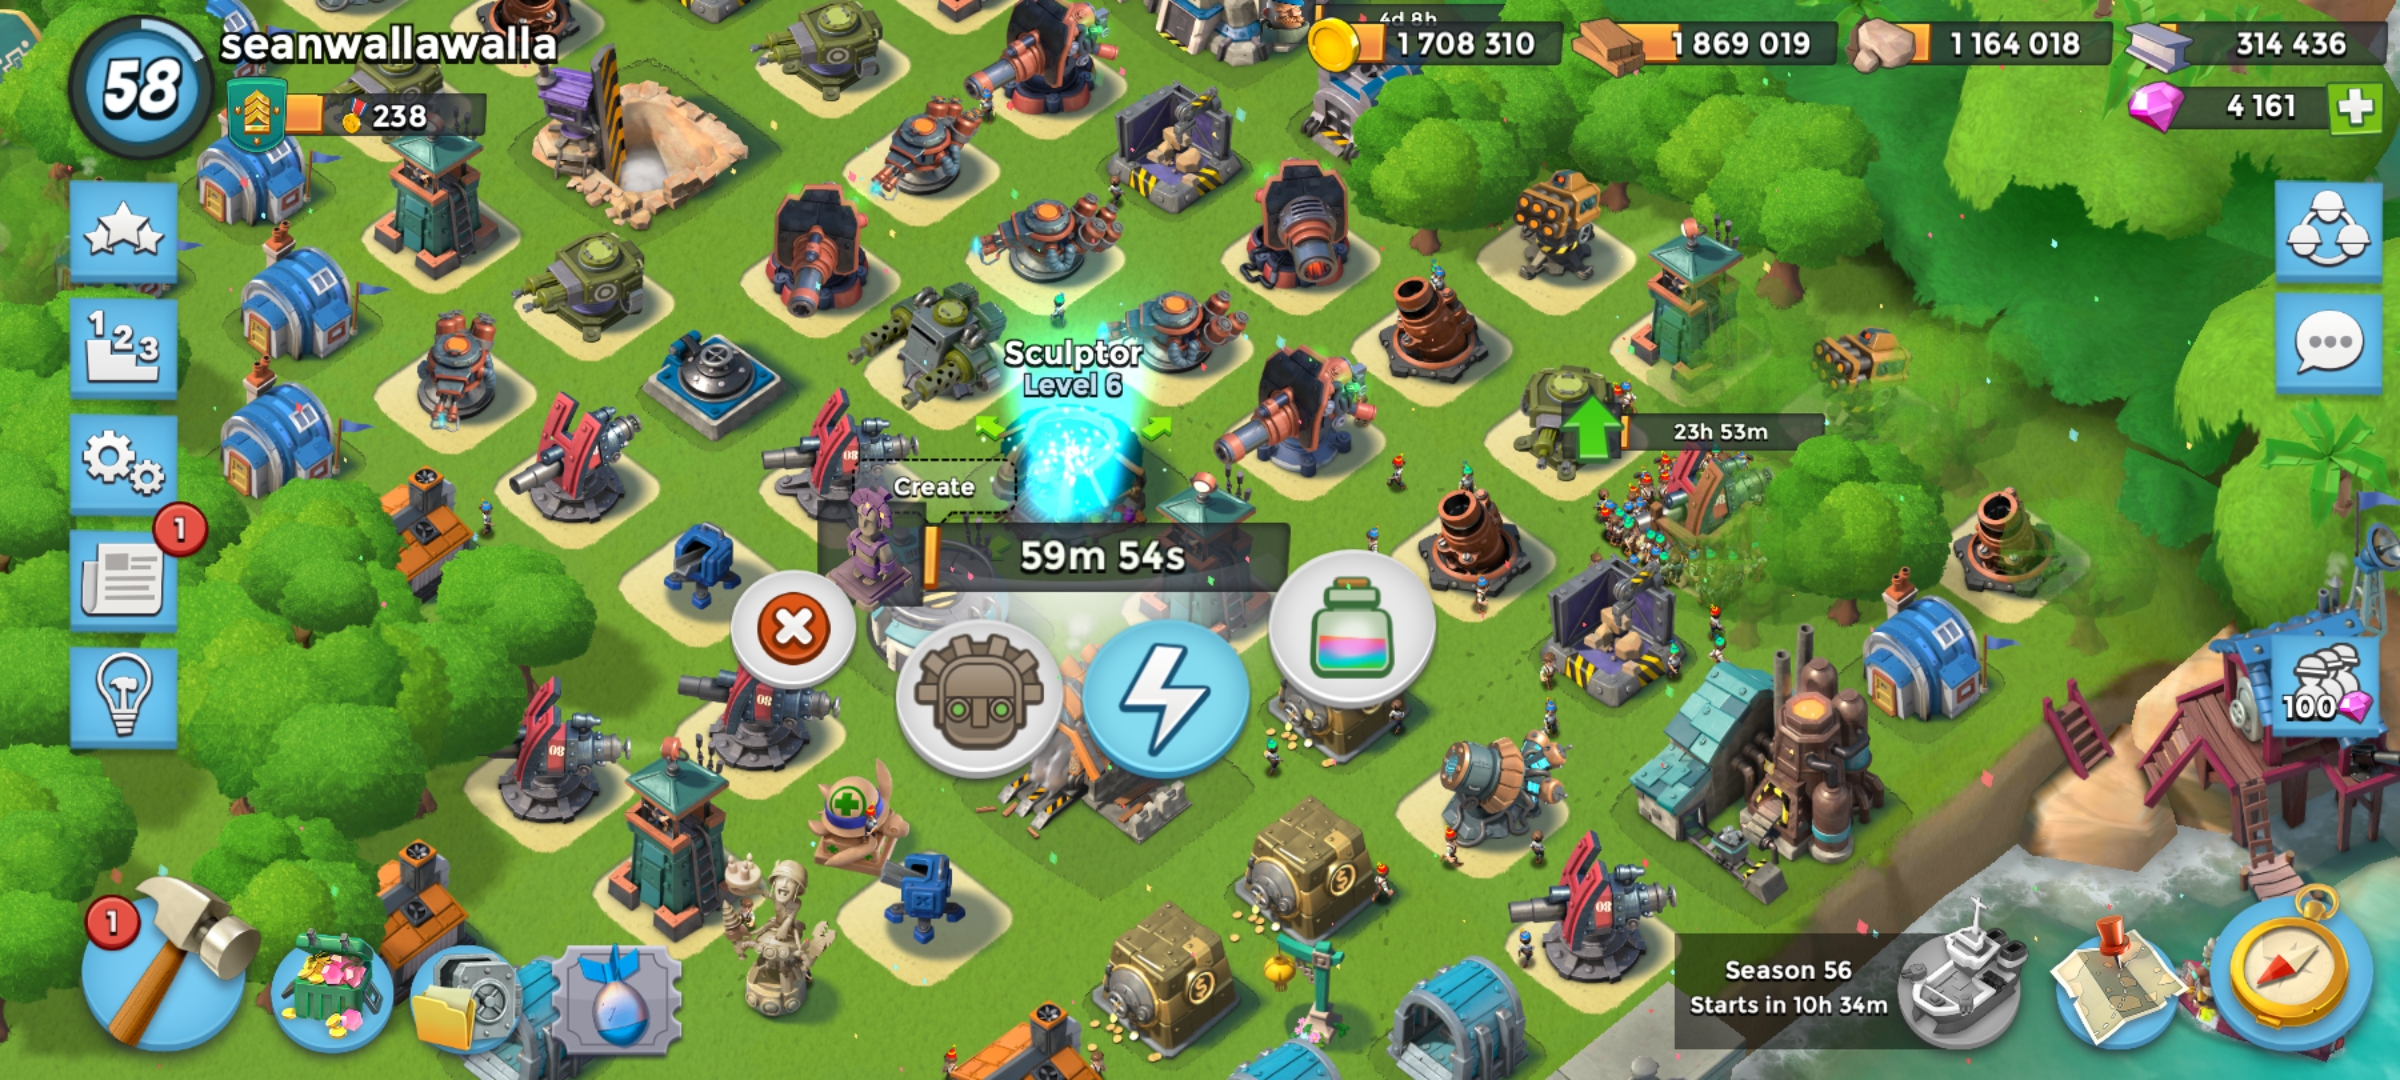 58
seanwallawalla
238
4d 8h
1 708 310
1 869 019
1 164 018
314 436
4 161
1 2 3
Sculptor
Level 6
23h 53m
08
Create
59m 54s
1
08
08
100
08
1
Season 56
Starts in 10h 34m